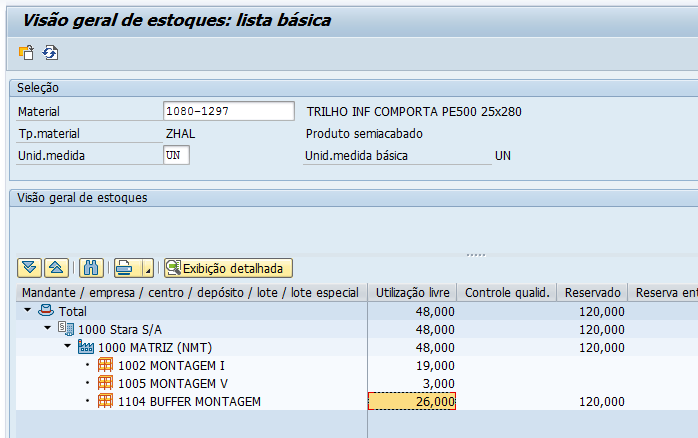 Visão geral de estoques: lista básica
Seleção
Material 1080-1297 TRILHO INF COMPORTA PE500 25x280
Tp.material ZHAL Produto semiacabado
Unid.medida UN Unid.medida básica UN
Visão geral de estoques
Exibição detalhada
Mandante / empresa / centro / depósito / lote / lote especial Utilização livre Controle qualid. Reservado Reserva ent
Total 48,000 120,000
1000 Stara S/A 48,000 120,000
1000 MATRIZ (NMT) 48,000 120,000
1002 MONTAGEM I 19,000
1005 MONTAGEM V 3,000
1104 BUFFER MONTAGEM 26,000 120,000